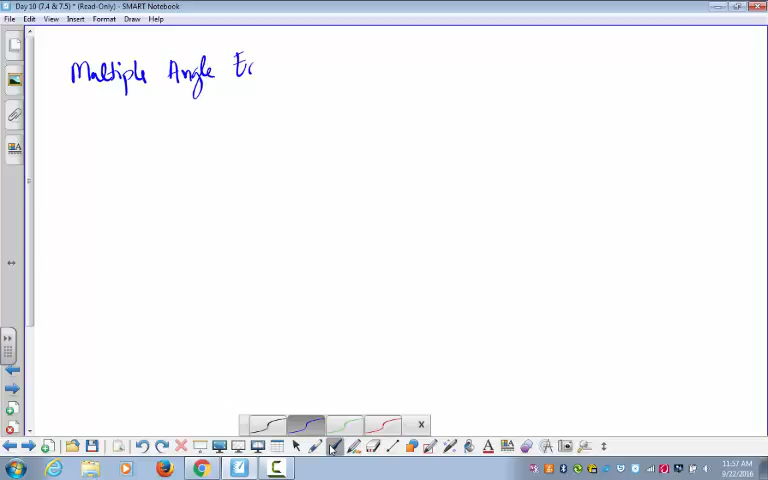 Day 10 (7.4 & 7.5) * (Read-Only) - SMART Notebook
File Edit View Insert Format Draw Help
Multiple Angle
11:57 AM
9/22/2016